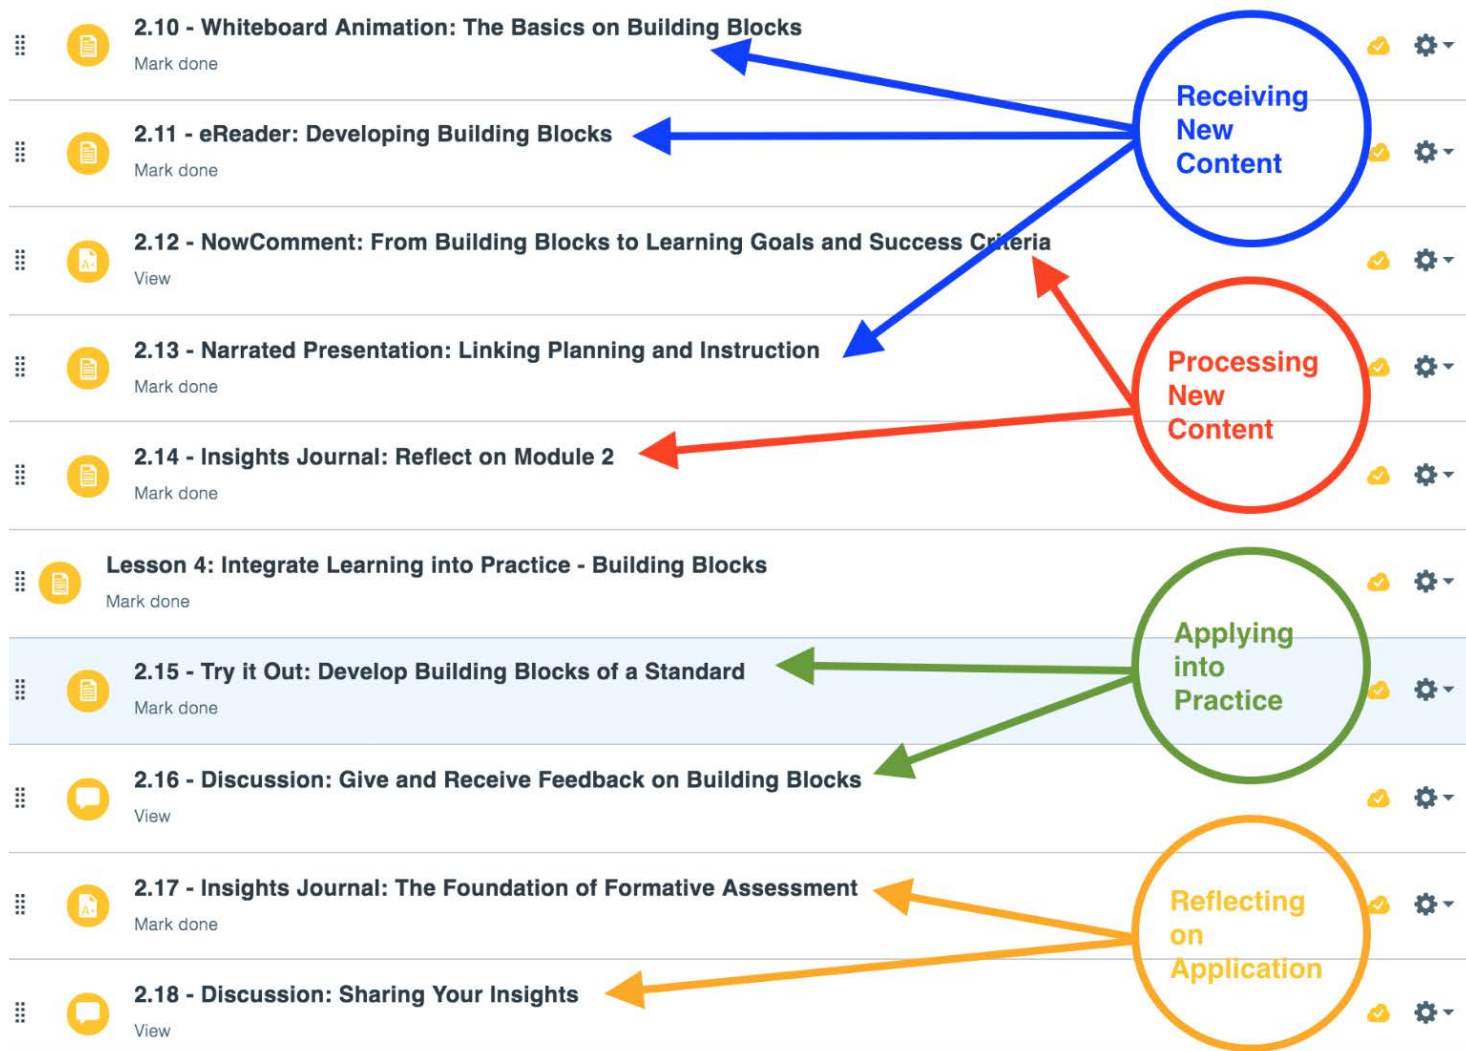 2.10 - Whiteboard Animation: The Basics on Building Blocks
Mark done
2.11 - eReader: Developing Building Blocks
Mark done
Receiving
New
Content
2.12 - NowComment: From Building Blocks to Learning Goals and Success Criteria
View
2.13 - Narrated Presentation: Linking Planning and Instruction
Mark done
Processing
New
Content
2.14 - Insights Journal: Reflect on Module 2
Mark done
Lesson 4: Integrate Learning into Practice - Building Blocks
Mark done
2.15 - Try it Out: Develop Building Blocks of a Standard
Mark done
Applying
into
Practice
2.16 - Discussion: Give and Receive Feedback on Building Blocks
View
2.17 - Insights Journal: The Foundation of Formative Assessment
Mark done
Reflecting
on
Application
2.18 - Discussion: Sharing Your Insights
View